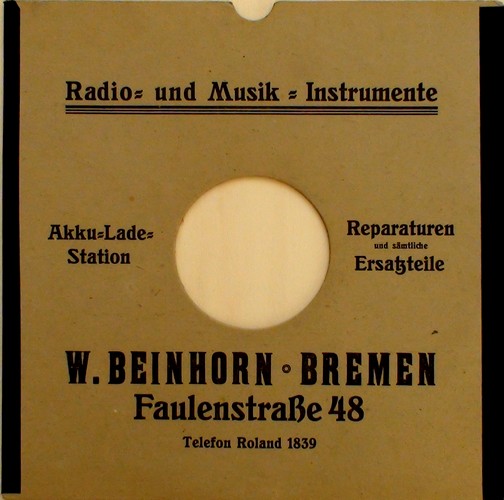 Radio= und Musik = Instrumente
Akku=Lade=
Station
Reparaturen
und sämtliche
Ersatzteile
W. BEINHORN • BREMEN
Faulenstraße 48
Telefon Roland 1839